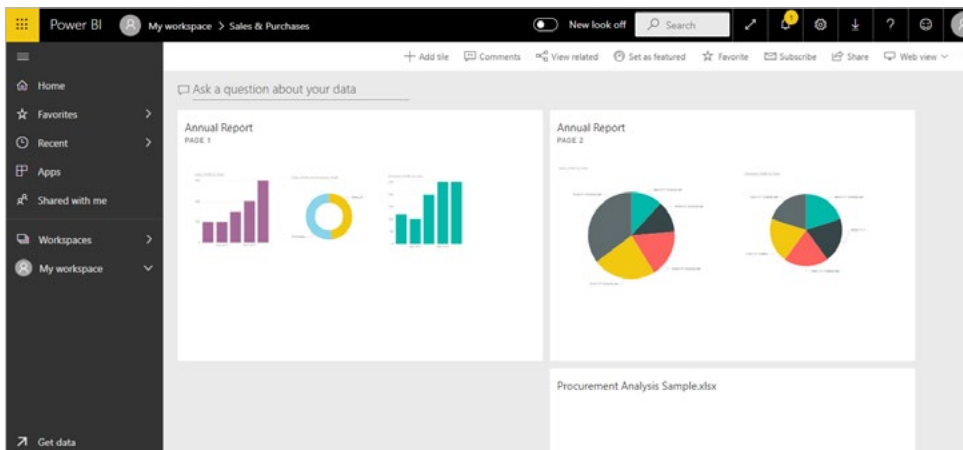 Power BI
My workspace > Sales & Purchases
New look off
Search
1
?
Add tile
Comments
View related
Set as featured
Favorite
Subscribe
Share
Web view
Home
Favorites
Recent
Apps
Shared with me
Workspaces
My workspace
Get data
Ask a question about your data
Annual Report
PAGE 1
Annual Report
PAGE 2
Procurement Analysis Sample.xlsx